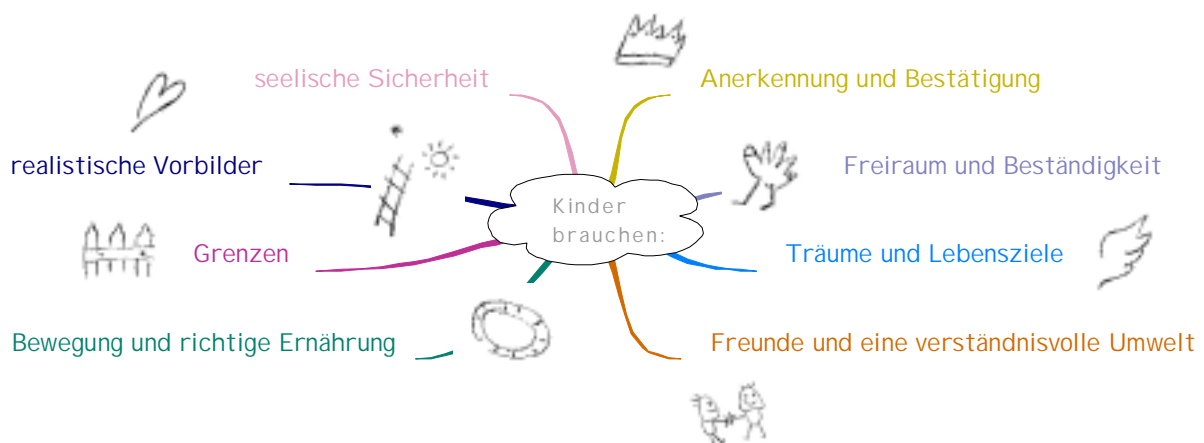 seelische Sicherheit
Anerkennung und Bestätigung
realistische Vorbilder
Freiraum und Beständigkeit
Kinder
brauchen:
Grenzen
Träume und Lebensziele
Bewegung und richtige Ernährung
Freunde und eine verständnisvolle Umwelt